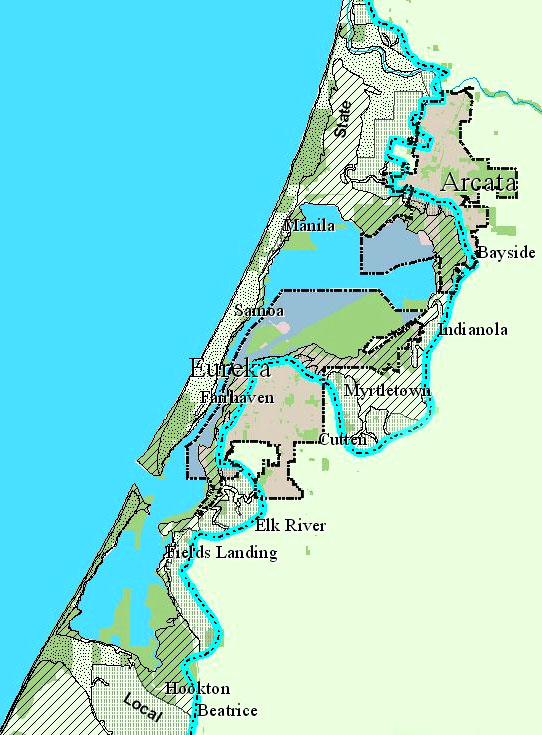 State
Arcata
Manila
Bayside
Samoa
Indianola
Eureka
Myrtletown
Fairhaven
Cutten
Elk River
Fields Landing
Hookton
Local
Beatrice